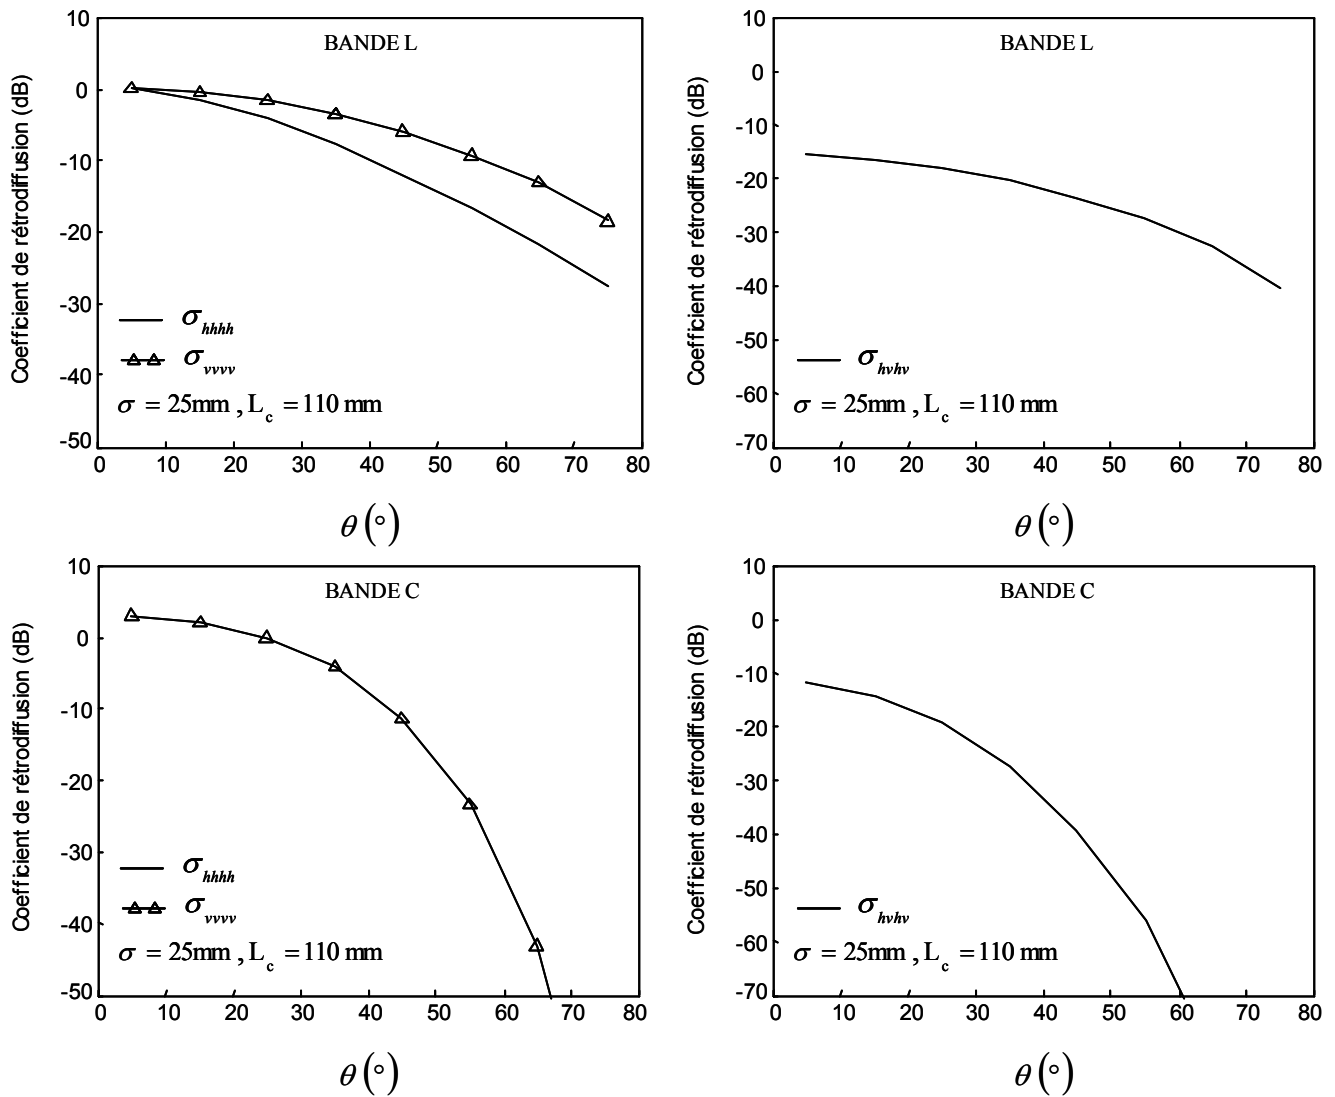 BANDE L
Coefficient de rétrodiffusion (dB)
10
0
-10
-20
-30
-40
-50
σhhhh
σvvvv
σ = 25mm , Lc = 110 mm
0 10 20 30 40 50 60 70 80
θ (°)
BANDE L
Coefficient de rétrodiffusion (dB)
10
0
-10
-20
-30
-40
-50
-60
-70
σhvhv
σ = 25mm , Lc = 110 mm
0 10 20 30 40 50 60 70 80
θ (°)
BANDE C
Coefficient de rétrodiffusion (dB)
10
0
-10
-20
-30
-40
-50
σhhhh
σvvvv
σ = 25mm , Lc = 110 mm
0 10 20 30 40 50 60 70 80
θ (°)
BANDE C
Coefficient de rétrodiffusion (dB)
10
0
-10
-20
-30
-40
-50
-60
-70
σhvhv
σ = 25mm , Lc = 110 mm
0 10 20 30 40 50 60 70 80
θ (°)